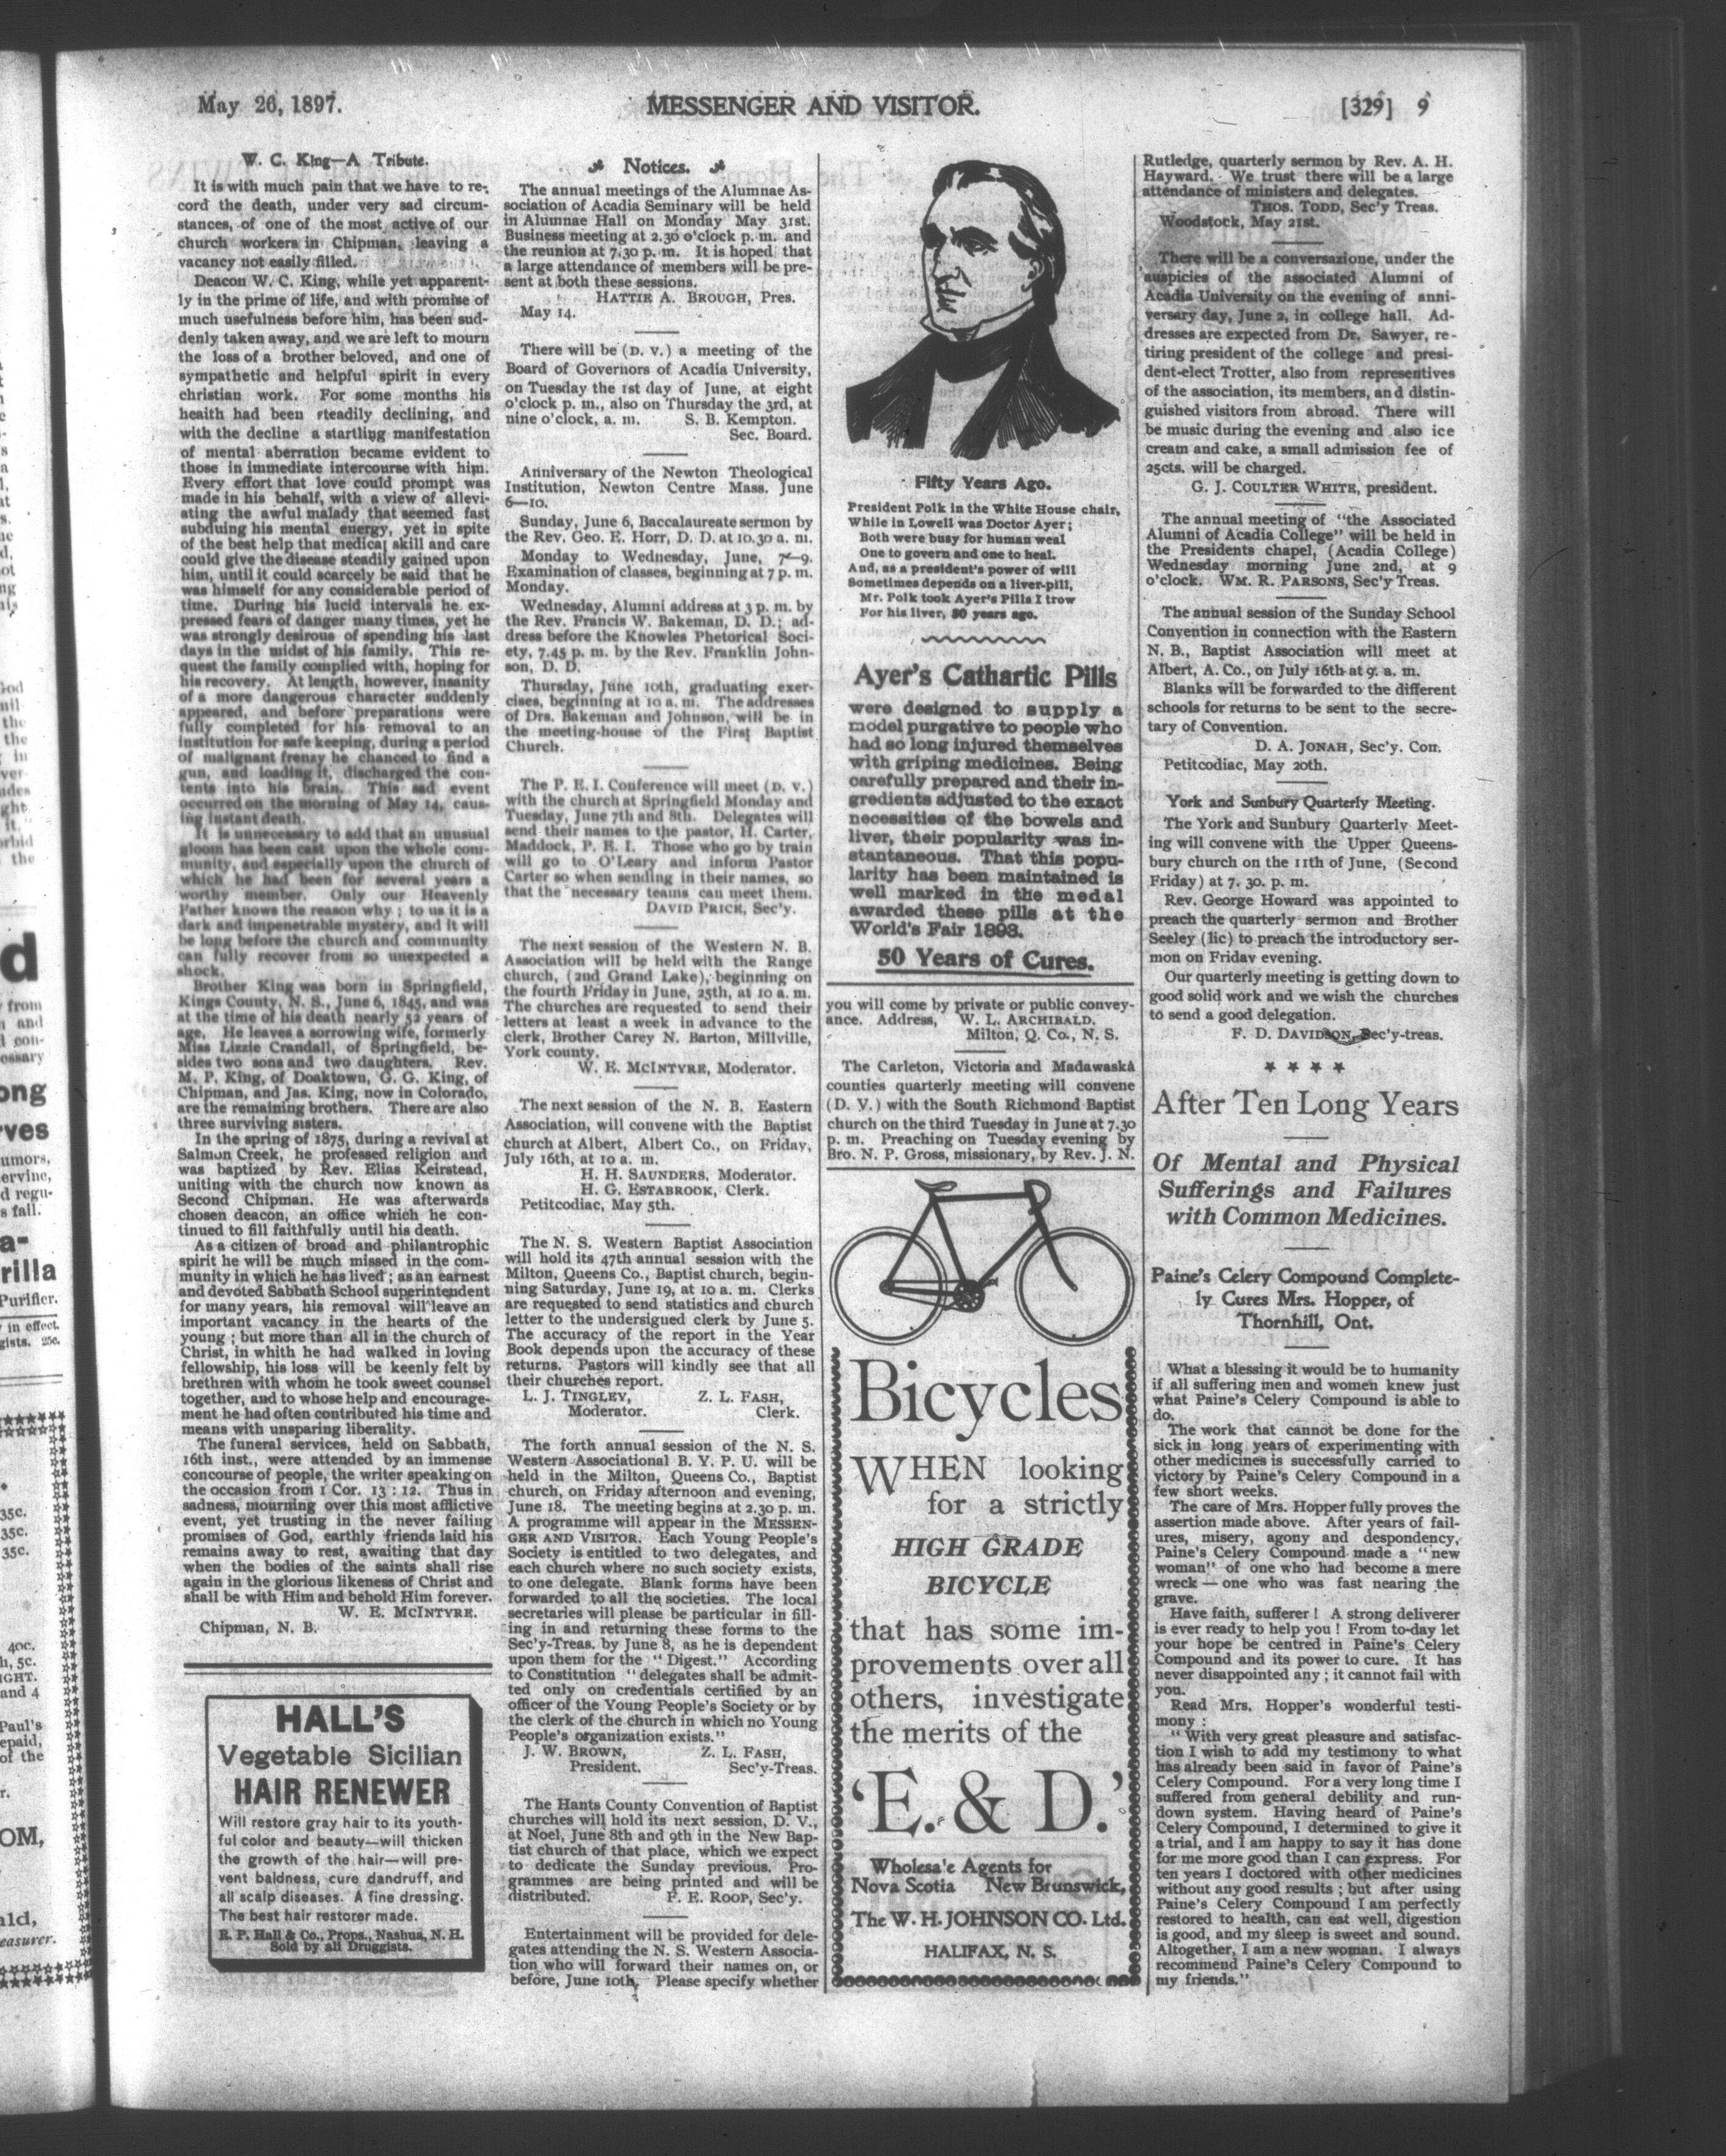 May 26, 1897.
MESSENGER AND VISITOR.
[329] 9
W. C. King—A Tribute.
It is with much pain that we have to re-
cord the death, under very sad circum-
stances, of one of the most active of our
church workers in Chipman, leaving a
vacancy not easily filled.
Deacon W. C. King, while yet apparent-
ly in the prime of life, and with promise of
much usefulness before him, has been sud-
denly taken away, and we are left to mourn
the loss of a brother beloved, and one of
sympathetic and helpful spirit in every
christian work. For some months his
health had been steadily declining, and
with the decline a startling manifestation
of mental aberration became evident to
those in immediate intercourse with him.
Every effort that love could prompt was
made in his behalf, with a view of allevi-
ating the awful malady that seemed fast
subduing his mental energy, yet in spite
of the best help that medical skill and care
could give the disease steadily gained upon
him, until it could scarcely be said that he
was himself for any considerable period of
time. During his lucid intervals he ex-
pressed fears of danger many times, yet he
was strongly desirous of spending his last
days in the midst of his family. This re-
quest the family complied with, hoping for
his recovery. At length, however, insanity
of a more dangerous character suddenly
appeared, and before preparations were
fully completed for his removal to an
institution for safe keeping, during a period
of malignant frenzy he chanced to find a
gun, and loading it, discharged the con-
tents into his brain. This sad event
occurred on the morning of May 14, caus-
ing instant death.
It is unnecessary to add that an unusual
gloom has been cast upon the whole com-
munity, and especially upon the church of
which he had been for several years a
worthy member. Only our Heavenly
Father knows the reason why; to us it is a
dark and impenetrable mystery, and it will
be long before the church and community
can fully recover from so unexpected a
shock.
Brother King was born in Springfield,
Kings County, N. S., June 6, 1845, and was
at the time of his death nearly 52 years of
age. He leaves a sorrowing wife, formerly
Miss Lizzie Crandall, of Springfield, be-
sides two sons and two daughters. Rev.
M. P. King, of Doaktown, G. G. King, of
Chipman, and Jas. King, now in Colorado,
are the remaining brothers. There are also
three surviving sisters.
In the spring of 1875, during a revival at
Salmon Creek, he professed religion and
was baptized by Rev. Elias Keirstead,
uniting with the church now known as
Second Chipman. He was afterwards
chosen deacon, an office which he con-
tinued to fill faithfully until his death.
As a citizen of broad and philantrophic
spirit he will be much missed in the com-
munity in which he has lived; as an earnest
and devoted Sabbath School superintendent
for many years, his removal will leave an
important vacancy in the hearts of the
young; but more than all in the church of
Christ, in whith he had walked in loving
fellowship, his loss will be keenly felt by
brethren with whom he took sweet counsel
together, and to whose help and encourage-
ment he had often contributed his time and
means with unsparing liberality.
The funeral services, held on Sabbath,
16th inst., were attended by an immense
concourse of people, the writer speaking on
the occasion from 1 Cor. 13 : 12. Thus in
sadness, mourning over this most afflictive
event, yet trusting in the never failing
promises of God, earthly friends laid his
remains away to rest, awaiting that day
when the bodies of the saints shall rise
again in the glorious likeness of Christ and
shall be with Him and behold Him forever.
W. E. MCINTYRE.
Chipman, N. B.
HALL'S
Vegetable Sicilian
HAIR RENEWER
Will restore gray hair to its youth-
ful color and beauty—will thicken
the growth of the hair—will pre-
vent baldness, cure dandruff, and
all scalp diseases. A fine dressing.
The best hair restorer made.
R. P. Hall & Co., Props., Nashua, N. H.
Sold by all Druggists.
Notices.
The annual meetings of the Alumnae As-
sociation of Acadia Seminary will be held
in Alumnae Hall on Monday May 31st.
Business meeting at 2.30 o'clock p. m. and
the reunion at 7.30 p. m. It is hoped that
a large attendance of members will be pre-
sent at both these sessions.
HATTIE A. BROUGH, Pres.
May 14.
There will be (D. V.) a meeting of the
Board of Governors of Acadia University,
on Tuesday the 1st day of June, at eight
o'clock p. m., also on Thursday the 3rd, at
nine o'clock, a. m. S. B. Kempton.
Sec. Board.
Anniversary of the Newton Theological
Institution, Newton Centre Mass. June
6—10.
Sunday, June 6, Baccalaureate sermon by
the Rev. Geo. E. Horr, D. D. at 10.30 a. m.
Monday to Wednesday, June, 7—9.
Examination of classes, beginning at 7 p. m.
Monday.
Wednesday, Alumni address at 3 p. m. by
the Rev. Francis W. Bakeman, D. D.; ad-
dress before the Knowles Phetorical Soci-
ety, 7.45 p. m. by the Rev. Franklin John-
son, D. D.
Thursday, June 10th, graduating exer-
cises, beginning at 10 a. m. The addresses
of Drs. Bakeman and Johnson, will be in
the meeting-house of the First Baptist
Church.
The P. E. I. Conference will meet (D. V.)
with the church at Springfield Monday and
Tuesday, June 7th and 8th. Delegates will
send their names to the pastor, H. Carter,
Maddock, P. E. I. Those who go by train
will go to O'Leary and inform Pastor
Carter so when sending in their names, so
that the necessary teams can meet them.
DAVID PRICE, Sec'y.
The next session of the Western N. B.
Association will be held with the Range
church, (2nd Grand Lake), beginning on
the fourth Friday in June, 25th, at 10 a. m.
The churches are requested to send their
letters at least a week in advance to the
clerk, Brother Carey N. Barton, Millville,
York county.
W. E. MCINTYRE, Moderator.
The next session of the N. B. Eastern
Association, will convene with the Baptist
church at Albert, Albert Co., on Friday,
July 16th, at 10 a. m.
H. H. SAUNDERS, Moderator.
H. G. ESTABROOK, Clerk.
Petitcodiac, May 5th.
The N. S. Western Baptist Association
will hold its 47th annual session with the
Milton, Queens Co., Baptist church, begin-
ning Saturday, June 19, at 10 a. m. Clerks
are requested to send statistics and church
letter to the undersigned clerk by June 5.
The accuracy of the report in the Year
Book depends upon the accuracy of these
returns. Pastors will kindly see that all
their churches report.
L. J. TINGLEY, Z. L. FASH,
Moderator. Clerk.
The forth annual session of the N. S.
Western Associational B. Y. P. U. will be
held in the Milton, Queens Co., Baptist
church, on Friday afternoon and evening,
June 18. The meeting begins at 2.30 p. m.
A programme will appear in the MESSEN-
GER AND VISITOR. Each Young People's
Society is entitled to two delegates, and
each church where no such society exists,
to one delegate. Blank forms have been
forwarded to all the societies. The local
secretaries will please be particular in fill-
ing in and returning these forms to the
Sec'y-Treas. by June 8, as he is dependent
upon them for the "Digest." According
to Constitution "delegates shall be admit-
ted only on credentials certified by an
officer of the Young People's Society or by
the clerk of the church in which no Young
People's organization exists."
J. W. BROWN, Z. L. FASH,
President. Sec'y-Treas.
The Hants County Convention of Baptist
churches will hold its next session, D. V.,
at Noel, June 8th and 9th in the New Bap-
tist church of that place, which we expect
to dedicate the Sunday previous. Pro-
grammes are being printed and will be
distributed. F. E. ROOP, Sec'y.
Entertainment will be provided for dele-
gates attending the N. S. Western Associa-
tion who will forward their names on, or
before, June 10th. Please specify whether
Fifty Years Ago.
President Polk in the White House chair,
While in Lowell was Doctor Ayer;
Both were busy for human weal
One to govern and one to heal.
And, as a president's power of will
Sometimes depends on a liver-pill,
Mr. Polk took Ayer's Pills I trow
For his liver, 50 years ago.
Ayer's Cathartic Pills
were designed to supply a
model purgative to people who
had so long injured themselves
with griping medicines. Being
carefully prepared and their in-
gredients adjusted to the exact
necessities of the bowels and
liver, their popularity was in-
stantaneous. That this popu-
larity has been maintained is
well marked in the medal
awarded these pills at the
World's Fair 1893.
50 Years of Cures.
you will come by private or public convey-
ance. Address, W. L. ARCHIBALD.
Milton, Q. Co., N. S.
The Carleton, Victoria and Madawaska
counties quarterly meeting will convene
(D. V.) with the South Richmond Baptist
church on the third Tuesday in June at 7.30
p. m. Preaching on Tuesday evening by
Bro. N. P. Gross, missionary, by Rev. J. N.
Bicycles
WHEN looking
for a strictly
HIGH GRADE
BICYCLE
that has some im-
provements over all
others, investigate
the merits of the
'E. & D.'
Wholesale Agents for
Nova Scotia New Brunswick,
The W. H. JOHNSON CO. Ltd.
HALIFAX, N. S.
Rutledge, quarterly sermon by Rev. A. H.
Hayward. We trust there will be a large
attendance of ministers and delegates.
THOS. TODD, Sec'y Treas.
Woodstock, May 21st.
There will be a conversazione, under the
auspicies of the associated Alumni of
Acadia University on the evening of anni-
versary day, June 2, in college hall. Ad-
dresses are expected from Dr. Sawyer, re-
tiring president of the college and presi-
dent-elect Trotter, also from representives
of the association, its members, and distin-
guished visitors from abroad. There will
be music during the evening and also ice
cream and cake, a small admission fee of
25cts. will be charged.
G. J. COULTER WHITE, president.
The annual meeting of "the Associated
Alumni of Acadia College" will be held in
the Presidents chapel, (Acadia College)
Wednesday morning June 2nd, at 9
o'clock. WM. R. PARSONS, Sec'y Treas.
The annual session of the Sunday School
Convention in connection with the Eastern
N. B., Baptist Association will meet at
Albert, A. Co., on July 16th at 9. a. m.
Blanks will be forwarded to the different
schools for returns to be sent to the secre-
tary of Convention.
D. A. JONAH, Sec'y. Com.
Petitcodiac, May 20th.
York and Sunbury Quarterly Meeting.
The York and Sunbury Quarterly Meet-
ing will convene with the Upper Queens-
bury church on the 11th of June, (Second
Friday) at 7. 30. p. m.
Rev. George Howard was appointed to
preach the quarterly sermon and Brother
Seeley (lic) to preach the introductory ser-
mon on Friday evening.
Our quarterly meeting is getting down to
good solid work and we wish the churches
to send a good delegation.
F. D. DAVIDSON, Sec'y-treas.
After Ten Long Years
Of Mental and Physical
Sufferings and Failures
with Common Medicines.
Paine's Celery Compound Complete-
ly Cures Mrs. Hopper, of
Thornhill, Ont.
What a blessing it would be to humanity
if all suffering men and women knew just
what Paine's Celery Compound is able to
do.
The work that cannot be done for the
sick in long years of experimenting with
other medicines is successfully carried to
victory by Paine's Celery Compound in a
few short weeks.
The care of Mrs. Hopper fully proves the
assertion made above. After years of fail-
ures, misery, agony and despondency,
Paine's Celery Compound made a "new
woman" of one who had become a mere
wreck — one who was fast nearing the
grave.
Have faith, sufferer! A strong deliverer
is ever ready to help you! From to-day let
your hope be centred in Paine's Celery
Compound and its power to cure. It has
never disappointed any; it cannot fail with
you.
Read Mrs. Hopper's wonderful testi-
mony:
"With very great pleasure and satisfac-
tion I wish to add my testimony to what
has already been said in favor of Paine's
Celery Compound. For a very long time I
suffered from general debility and run-
down system. Having heard of Paine's
Celery Compound, I determined to give it
a trial, and I am happy to say it has done
for me more good than I can express. For
ten years I doctored with other medicines
without any good results; but after using
Paine's Celery Compound I am perfectly
restored to health, can eat well, digestion
is good, and my sleep is sweet and sound.
Altogether, I am a new woman. I always
recommend Paine's Celery Compound to
my friends."